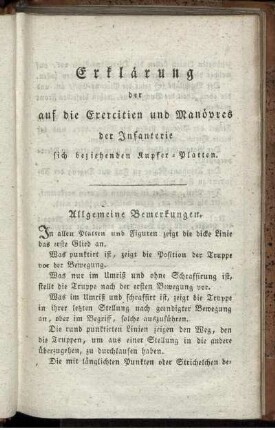 Erklärung
der
auf die Exercitien und Manövres
der Infanterie
sich beziehenden Kupfer-Platten.
Allgemeine Bemerkungen.
In allen Platten und Figuren zeigt die dicke Linie
das erste Glied an.
Was punktirt ist, zeigt die Position der Truppe
vor der Bewegung.
Was nur im Umriß und ohne Schraffirung ist,
stellt die Truppe nach der ersten Bewegung vor.
Was im Umriß und schraffirt ist, zeigt die Truppe
in ihrer letzten Stellung nach geendigter Bewegung
an, oder im Begriff, solche auszuführen.
Die rund punktirten Linien zeigen den Weg, den
die Truppen, um aus einer Stellung in die andere
überzugehen, zu durchlaufen haben.
Die mit länglichten Punkten oder Strichelchen be-